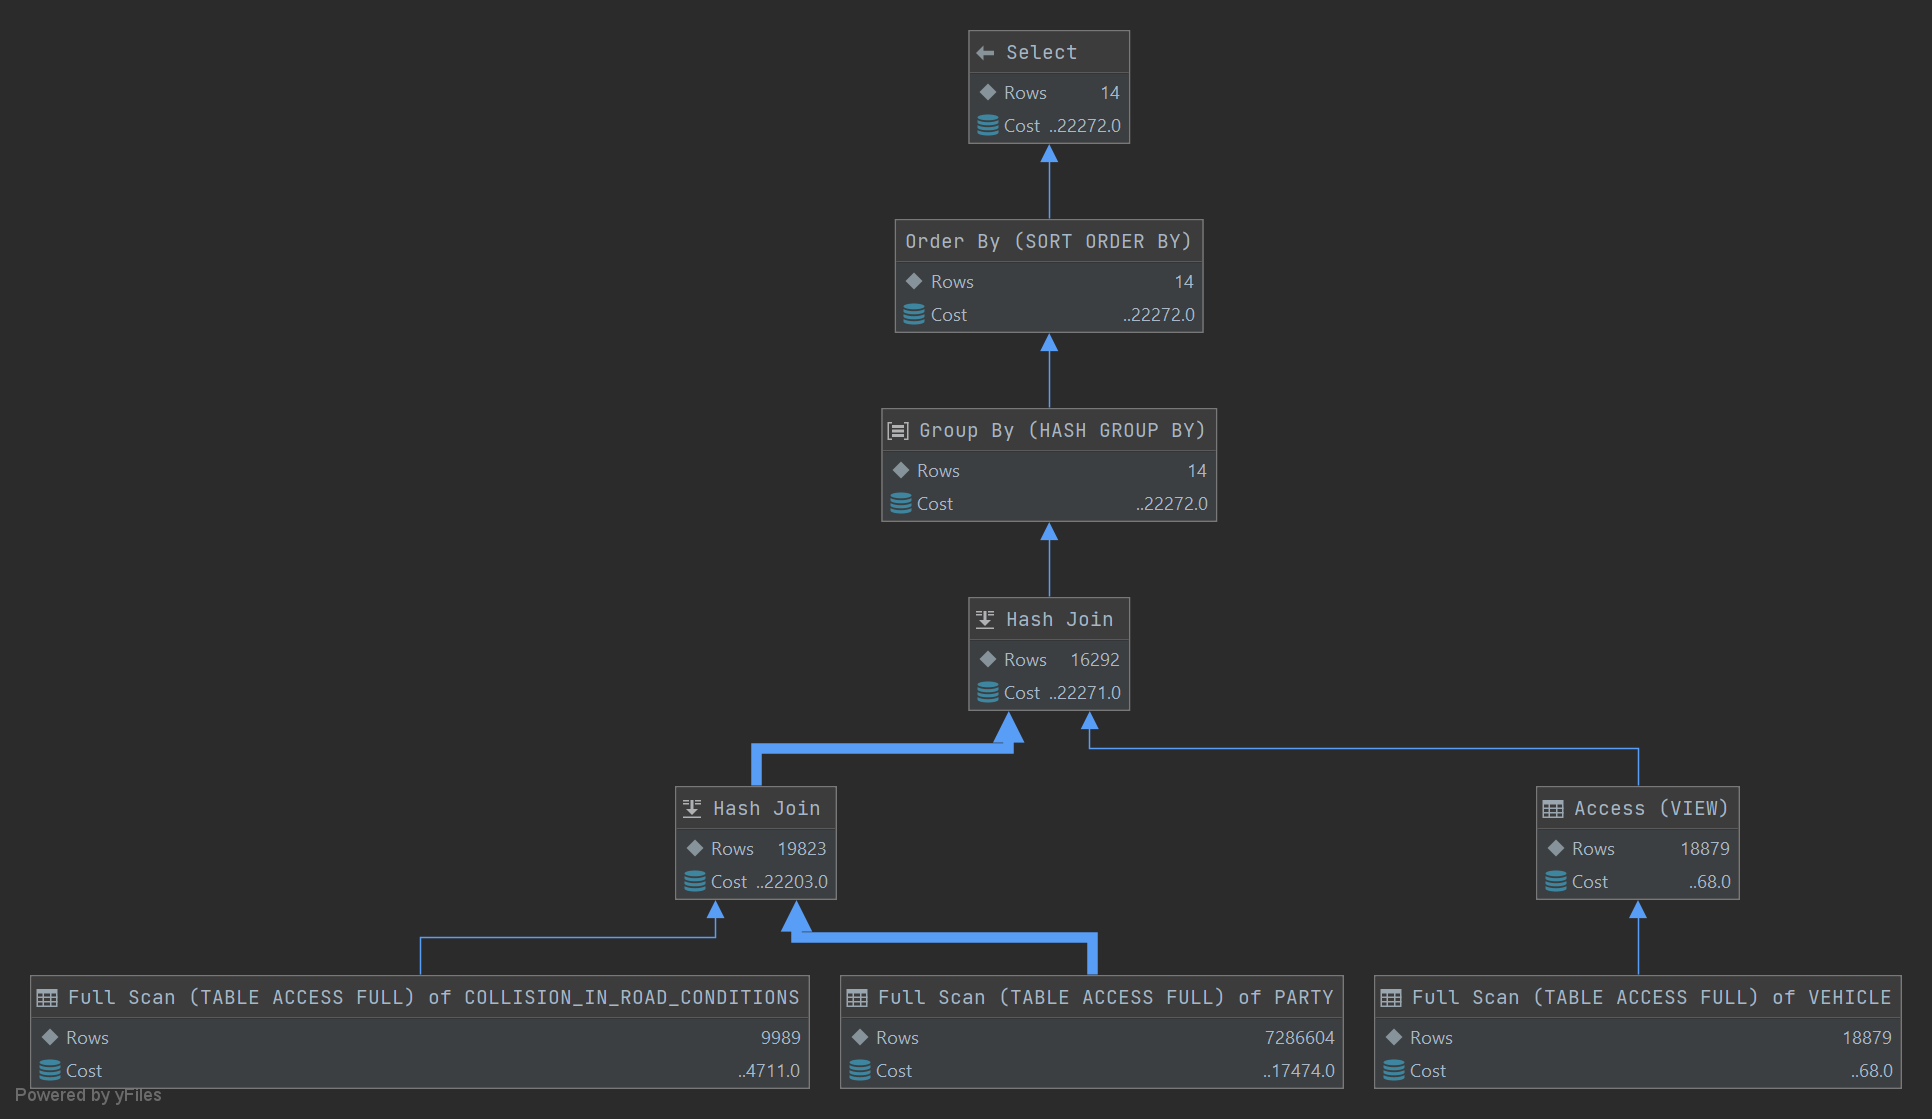 Select
Rows 14
Cost ..22272.0
Order By (SORT ORDER BY)
Rows 14
Cost ..22272.0
Group By (HASH GROUP BY)
Rows 14
Cost ..22272.0
Hash Join
Rows 16292
Cost ..22271.0
Hash Join
Rows 19823
Cost ..22203.0
Access (VIEW)
Rows 18879
Cost ..68.0
Full Scan (TABLE ACCESS FULL) of COLLISION_IN_ROAD_CONDITIONS
Rows 9989
Cost ..4711.0
Full Scan (TABLE ACCESS FULL) of PARTY
Rows 7286604
Cost ..17474.0
Full Scan (TABLE ACCESS FULL) of VEHICLE
Rows 18879
Cost ..68.0
Powered by yFiles